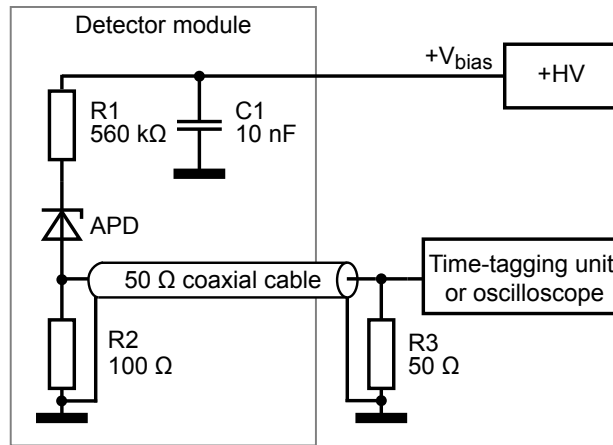 Detector module
+Vbias
+HV
R1
560 kΩ
C1
10 nF
APD
50 Ω coaxial cable
Time-tagging unit
or oscilloscope
R2
100 Ω
R3
50 Ω